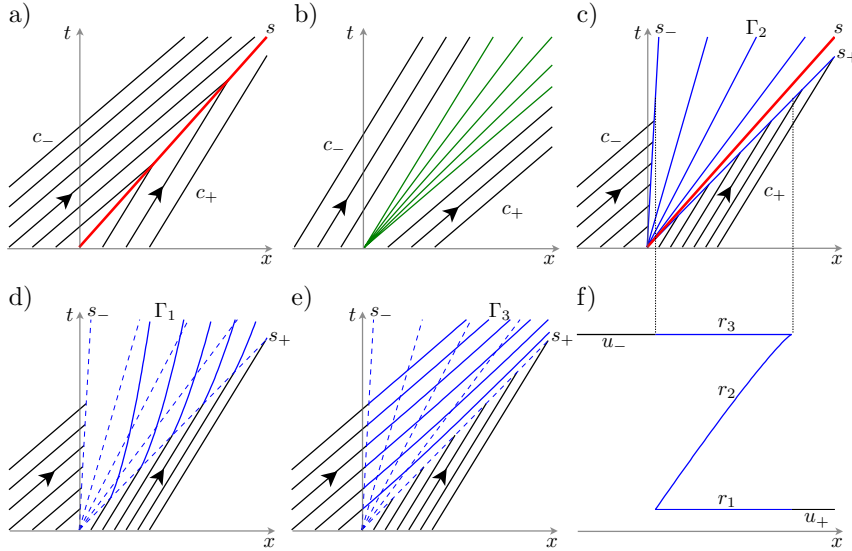 a)
t
s
c₋
c₊
x
b)
t
c₋
c₊
x
c)
t
s₋
Γ₂
s
s₊
c₋
c₊
x
d)
t
s₋
Γ₁
s₊
x
e)
t
s₋
Γ₃
s₊
x
f)
u₋
r₃
r₂
r₁
u₊
x